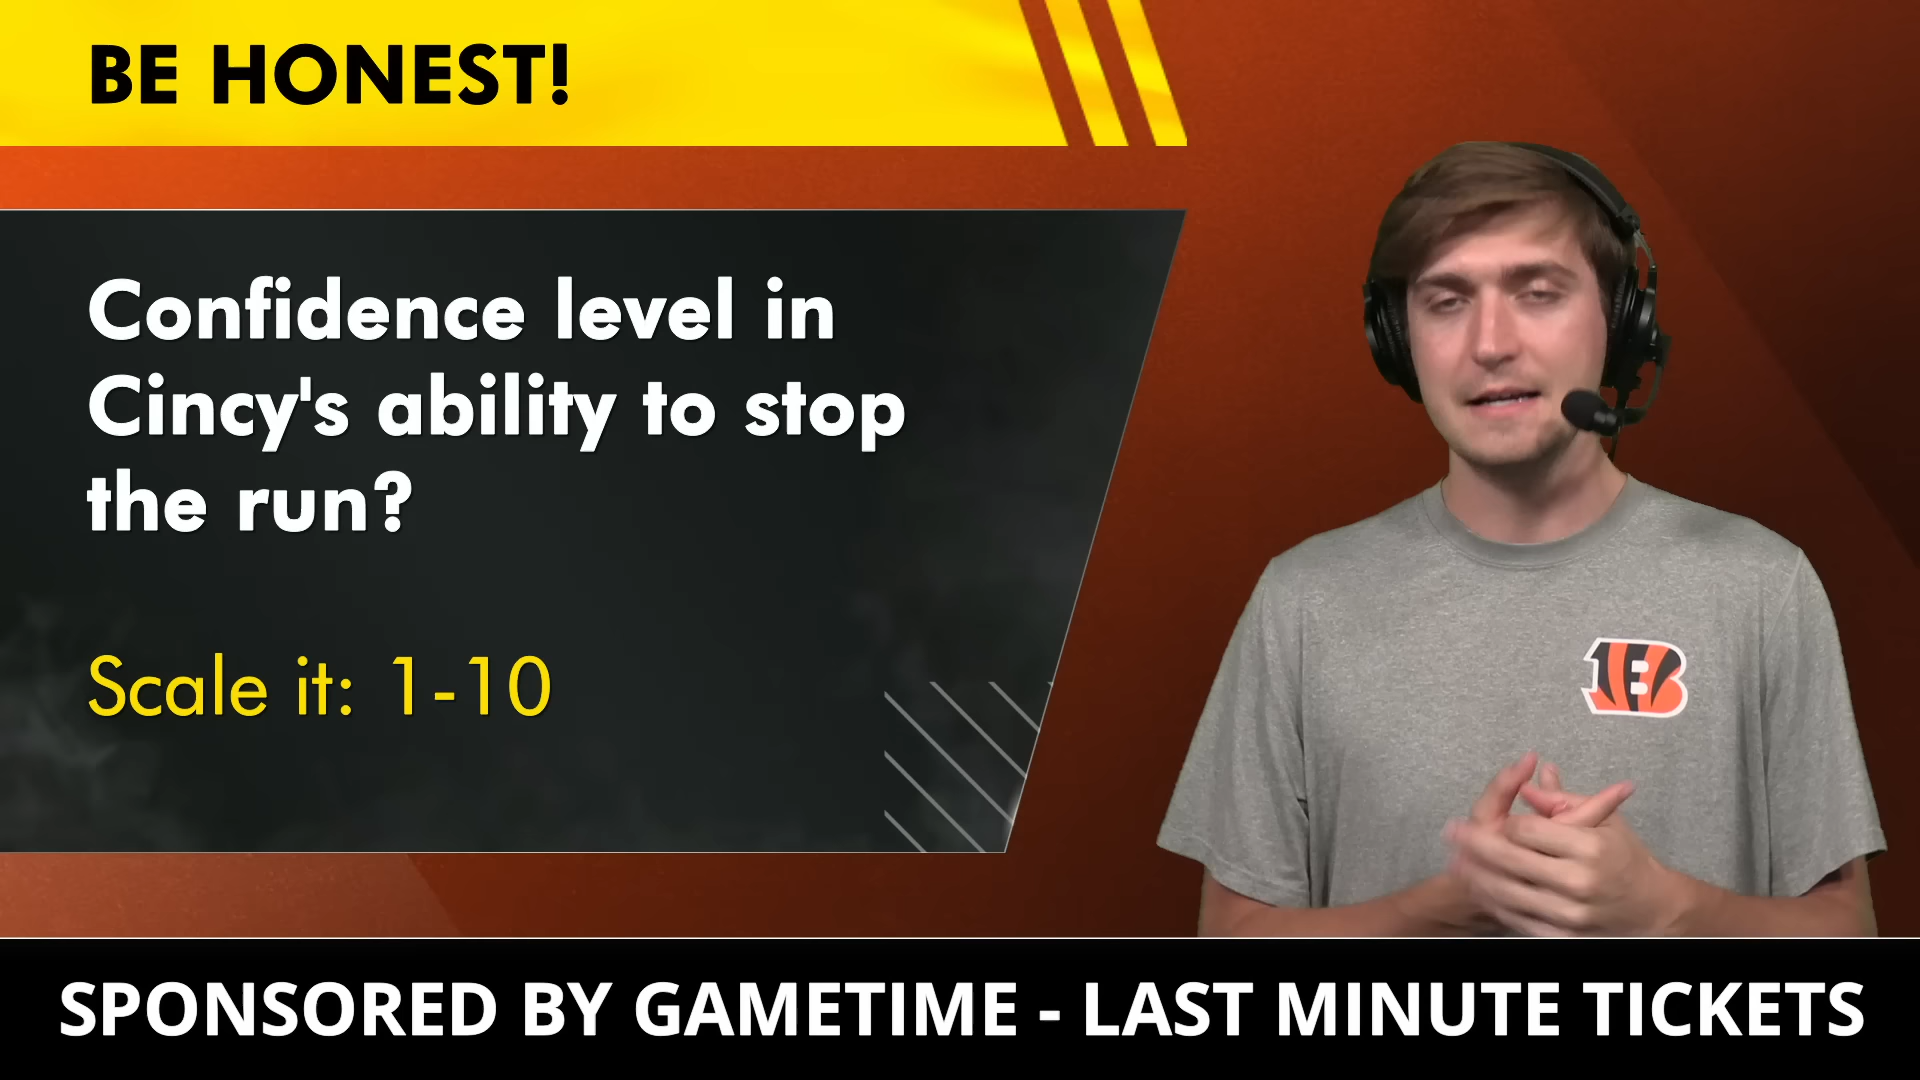 BE HONEST!
Confidence level in
Cincy's ability to stop
the run?
Scale it: 1-10
B
SPONSORED BY GAMETIME - LAST MINUTE TICKETS